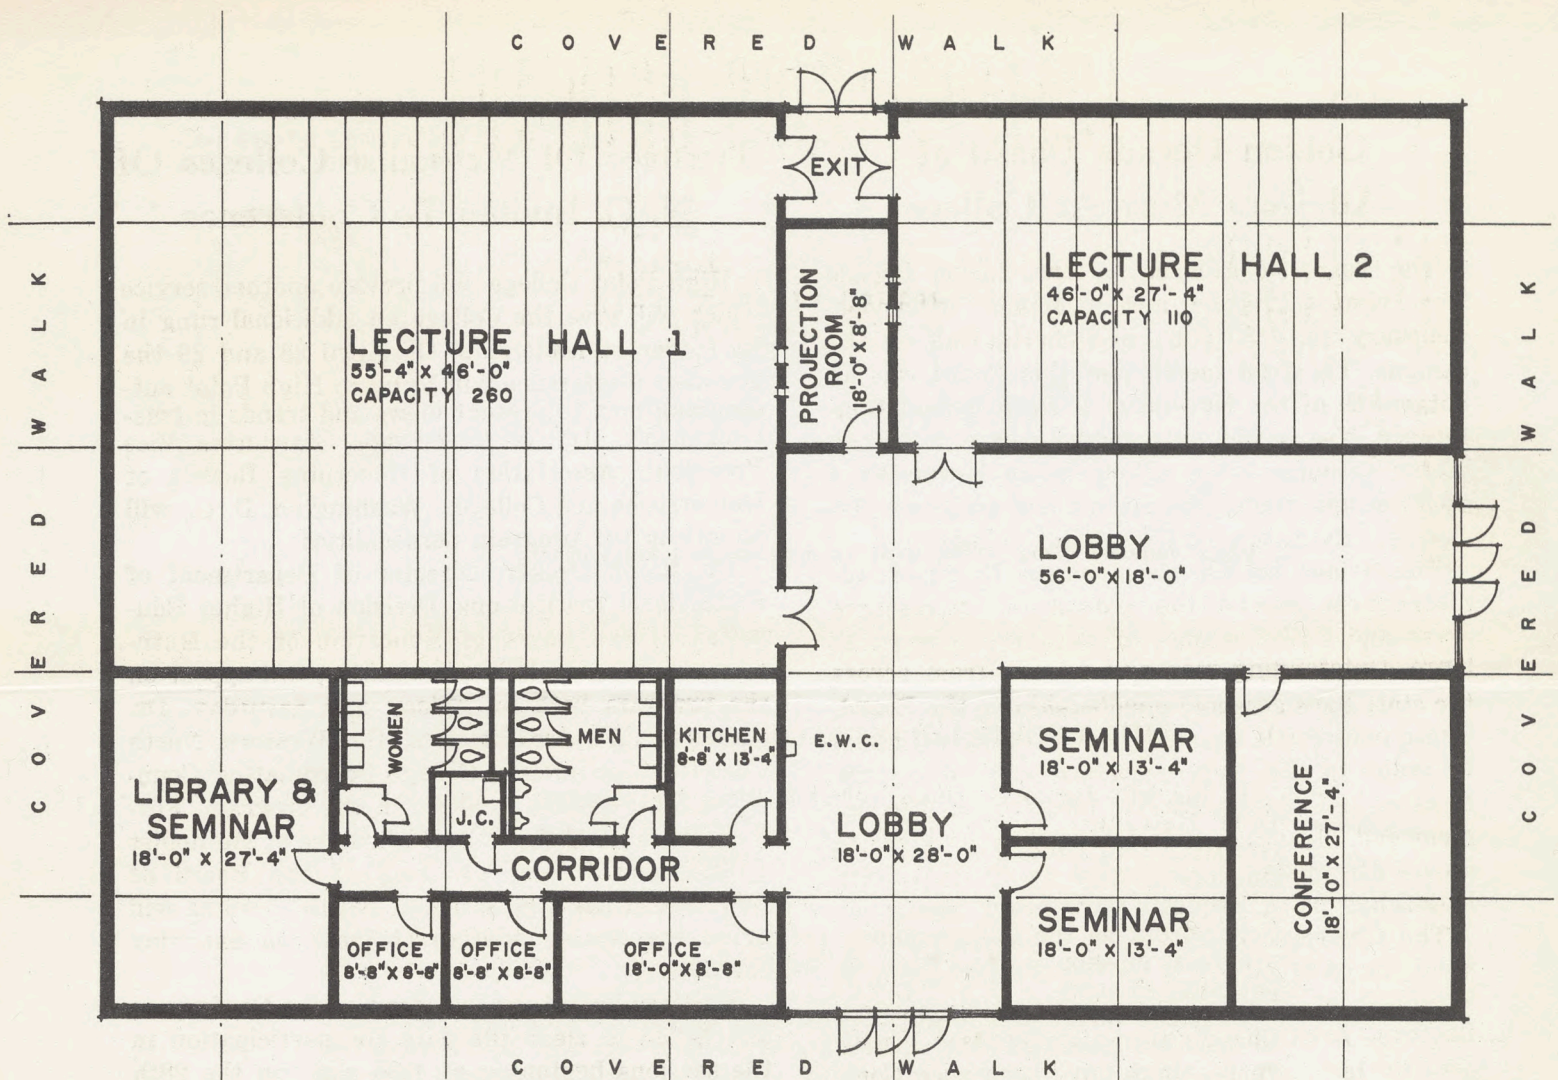 COVERED WALK
EXIT
LECTURE HALL 2
46'-0" X 27'-4"
CAPACITY 110
PROJECTION
ROOM
18'-0" X 8'-8"
LECTURE HALL 1
55'-4" X 46'-0"
CAPACITY 260
COVERED WALK
COVERED WALK
LOBBY
56'-0" X 18'-0"
WOMEN
MEN
KITCHEN
8-8" X 13'-4"
E.W.C.
SEMINAR
18'-0" X 13'-4"
LIBRARY &
SEMINAR
18'-0" X 27'-4"
J.C.
LOBBY
18'-0" X 28'-0"
CONFERENCE
18'-0" X 27'-4"
CORRIDOR
SEMINAR
18'-0" X 13'-4"
OFFICE
8'-8" X 8'-8"
OFFICE
8'-8" X 8'-8"
OFFICE
18'-0" X 8'-8"
COVERED WALK